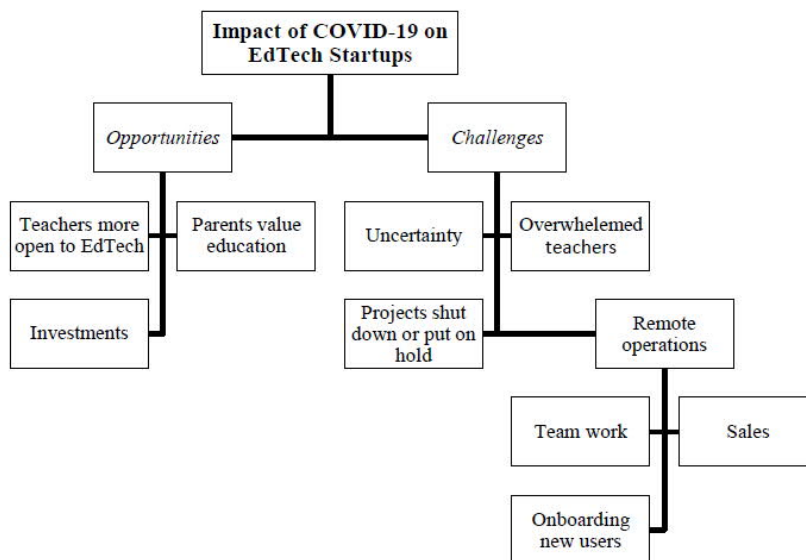 Impact of COVID-19 on
EdTech Startups
Opportunities
Challenges
Teachers more
open to EdTech
Parents value
education
Uncertainty
Overwhelemed
teachers
Investments
Projects shut
down or put on
hold
Remote
operations
Team work
Sales
Onboarding
new users